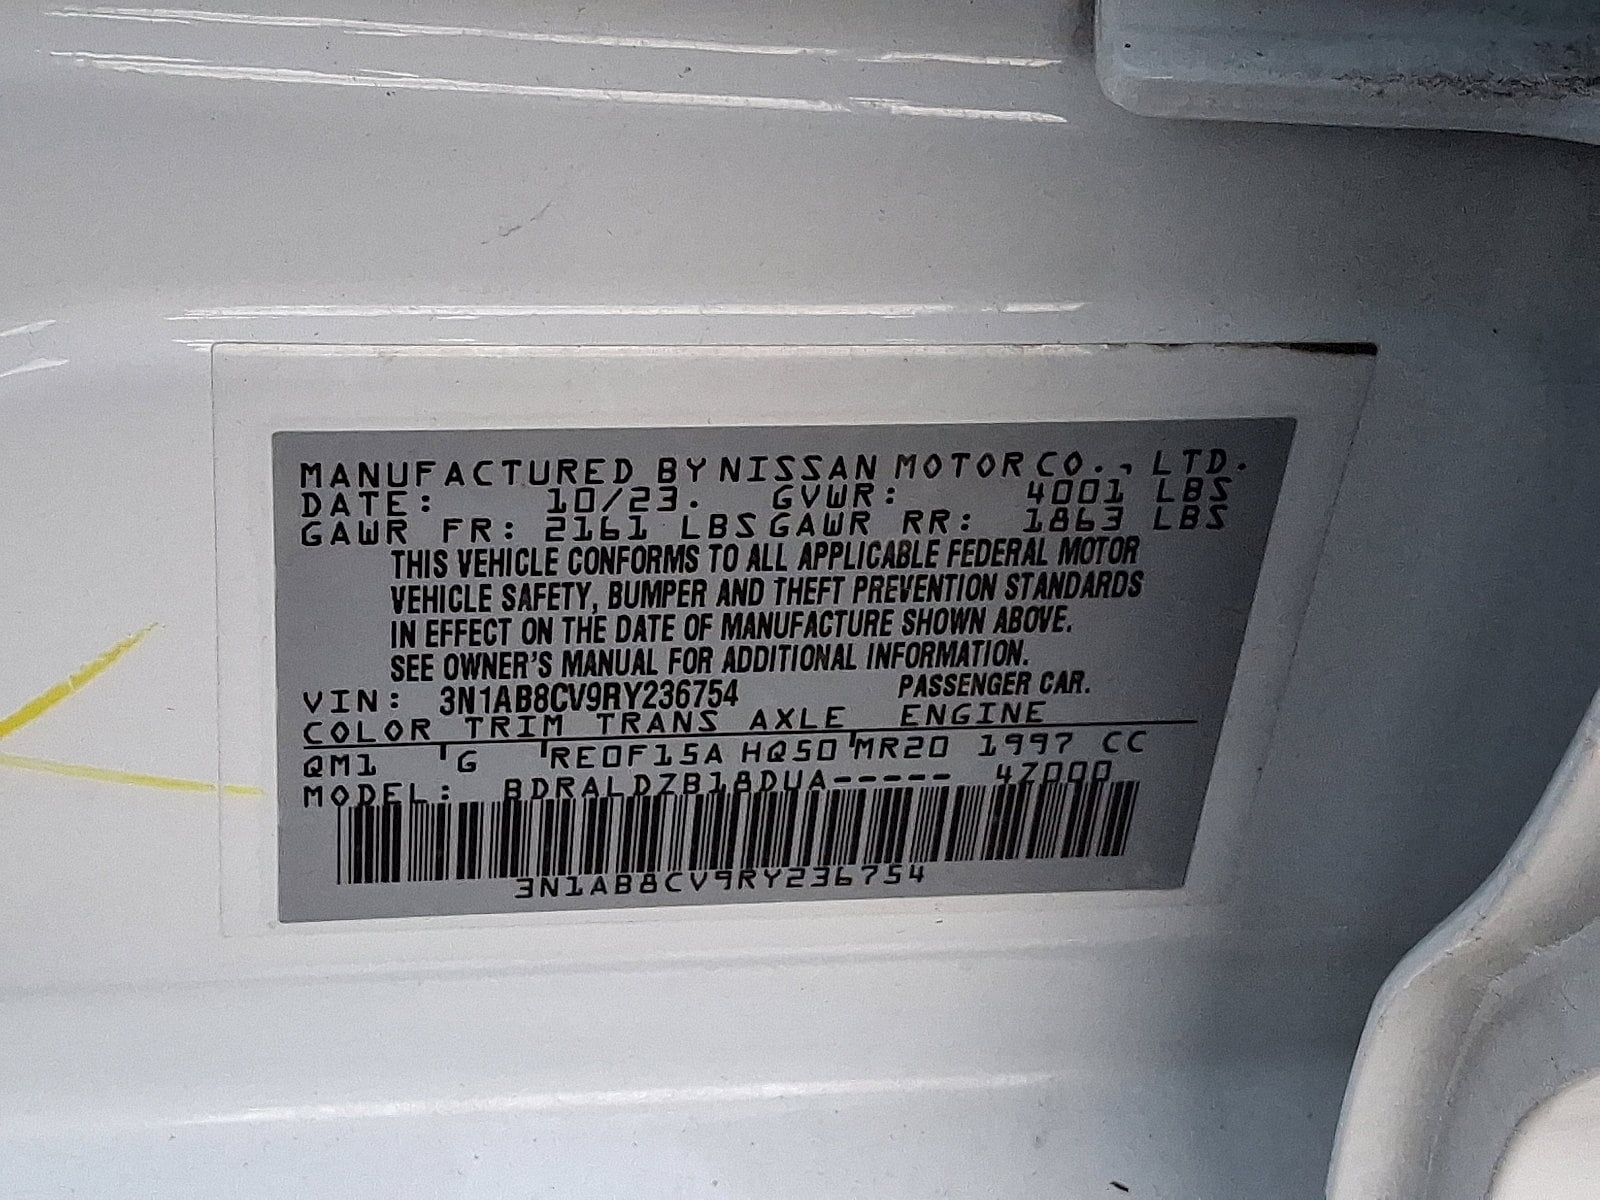 MANUFACTURED BY NISSAN MOTOR CO., LTD.
DATE: 10/23. GVWR: 4001 LBS
GAWR FR: 2161 LBS GAWR RR: 1863 LBS
THIS VEHICLE CONFORMS TO ALL APPLICABLE FEDERAL MOTOR
VEHICLE SAFETY, BUMPER AND THEFT PREVENTION STANDARDS
IN EFFECT ON THE DATE OF MANUFACTURE SHOWN ABOVE.
SEE OWNER'S MANUAL FOR ADDITIONAL INFORMATION.
VIN: 3N1AB8CV9RY236754 PASSENGER CAR.
COLOR TRIM TRANS AXLE ENGINE
QM1 G RE0F15A HQ50 MR20 1997 CC
MODEL: BDRALDZB18DUA----- 4Z000
3N1AB8CV9RY236754